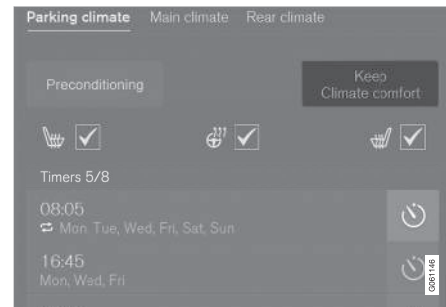 Parking climate Main climate Rear climate
Preconditioning
Keep
Climate comfort
Timers 5/8
08:05
Mon, Tue, Wed, Fri, Sat, Sun
16:45
Mon, Wed, Fri
G061146